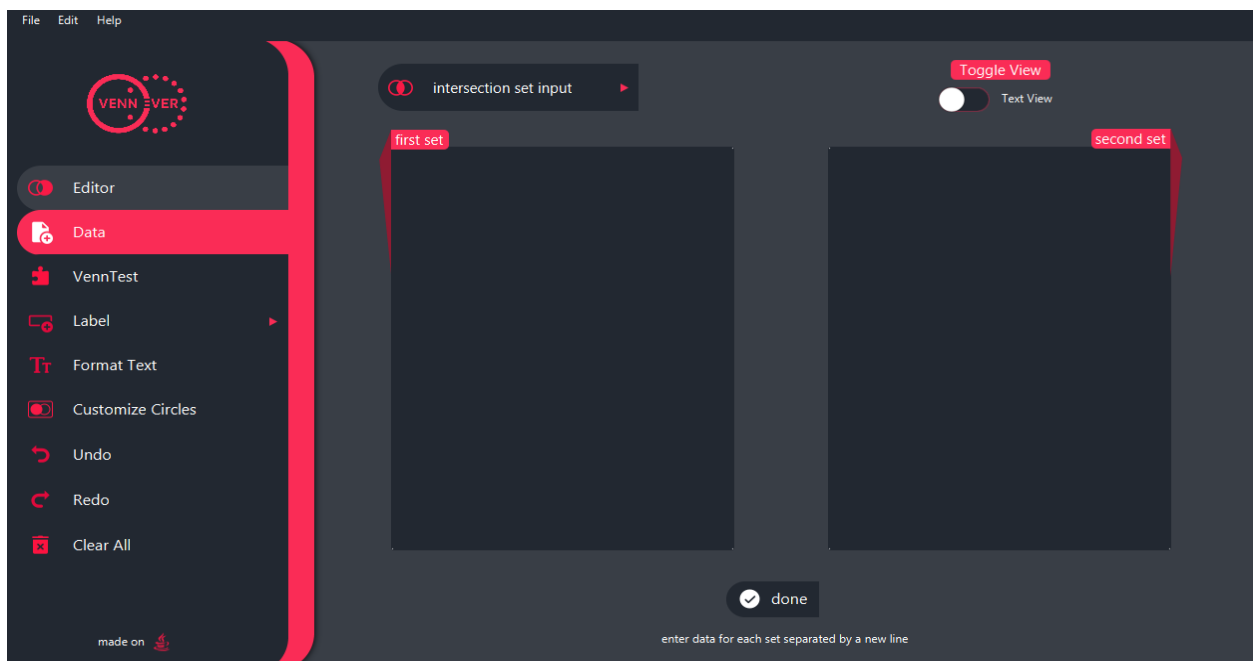 File Edit Help
VENN EVER
Editor
Data
VennTest
Label
Format Text
Customize Circles
Undo
Redo
Clear All
made on
intersection set input
Toggle View
Text View
first set
second set
done
enter data for each set separated by a new line